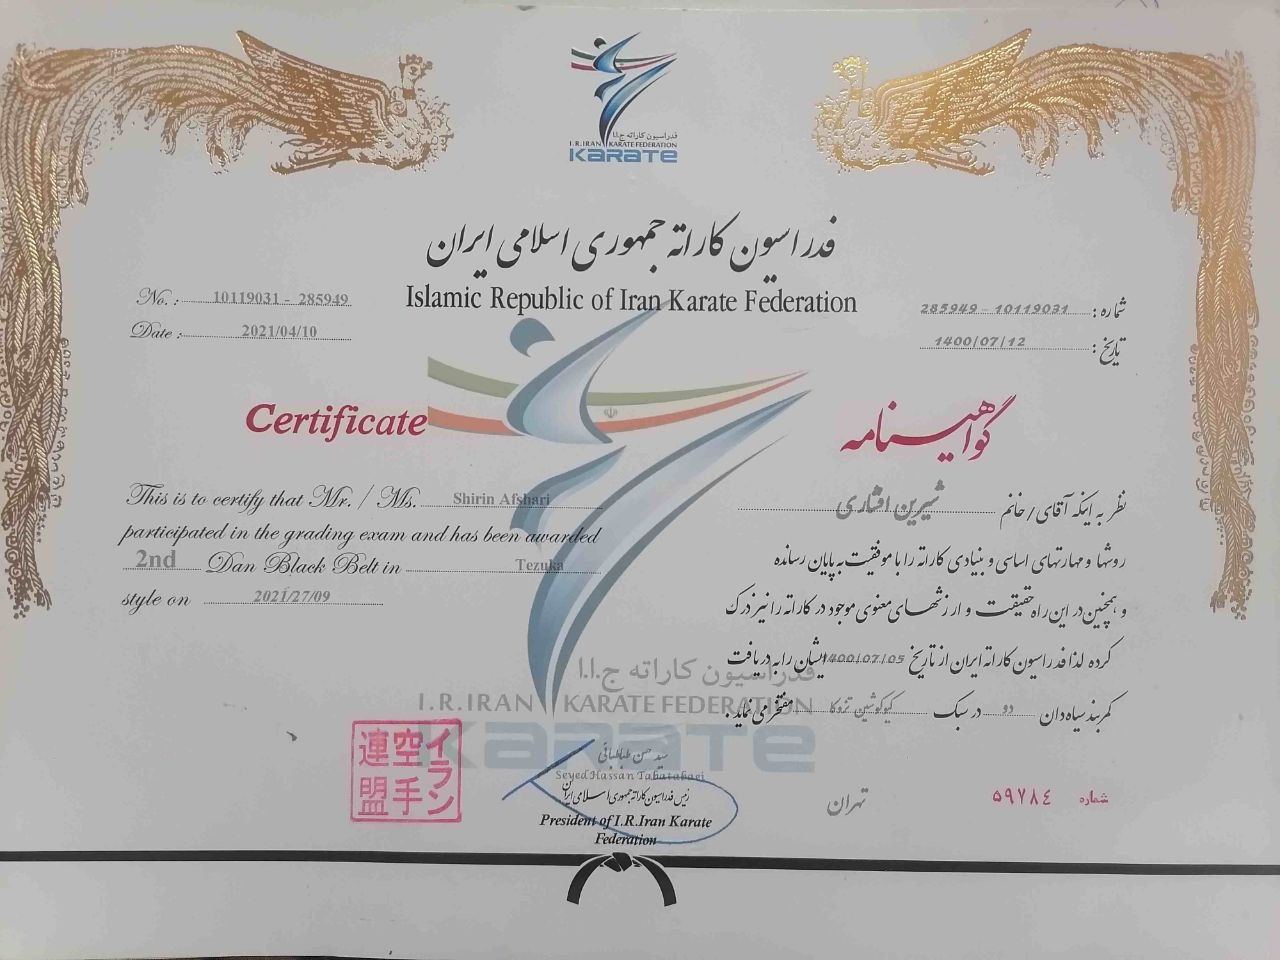 فدراسیون کاراته ج.ا.ا
I.R.IRAN KARATE FEDERATION
KARATE
فدراسیون کاراته جمهوری اسلامی ایران
Islamic Republic of Iran Karate Federation
No. : 10119031 - 285949
Date : 2021/04/10
شماره : 10119031 - 285949
تاریخ : 1400/07/12
Certificate
This is to certify that Mr. / Ms. Shirin Afshari
participated in the grading exam and has been awarded
2nd Dan Black Belt in Tezuka
style on 2021/27/09
گواهینامه
نظر به اینکه آقای / خانم شیرین افشاری
روشها و مهارتهای اساسی و بنیادی کاراته را با موفقیت به پایان رسانده
و همچنین در این راه حقیقت و ارزشهای معنوی موجود در کاراته را نیز درک
کرده لذا فدراسیون کاراته ایران از تاریخ 1400/07/05 ایشان را به دریافت
کمربند سیاه دان دو در سبک کیوکوشین تزوکا مفتخر می نماید.
فدراسیون کاراته ج.ا.ا
I.R.IRAN KARATE FEDERATION
KARATE
イラン
空手
連盟
سید حسن طباطبائی
Seyed Hassan Tabatabaei
رئیس فدراسیون کاراته جمهوری اسلامی ایران
President of I.R.Iran Karate
Federation
تهران
شماره ۵۹۷۸۴